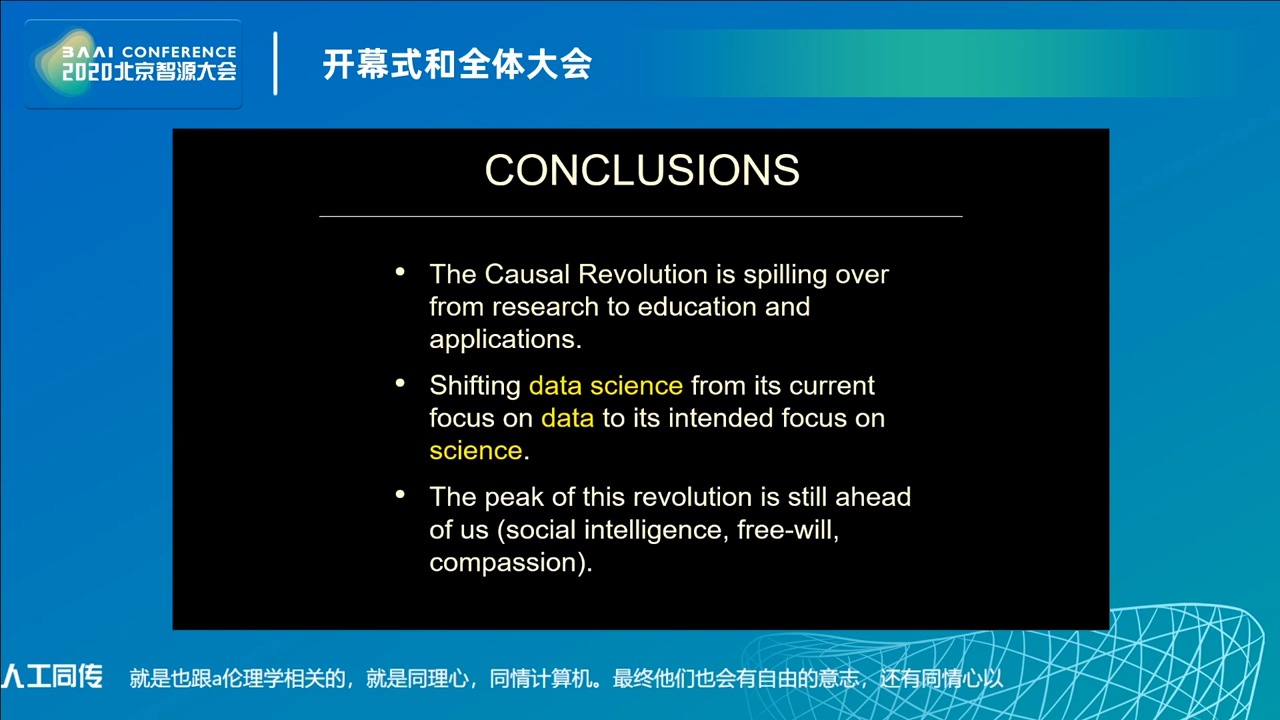 BAAI CONFERENCE
2020北京智源大会
开幕式和全体大会
CONCLUSIONS
• The Causal Revolution is spilling over
from research to education and
applications.
• Shifting data science from its current
focus on data to its intended focus on
science.
• The peak of this revolution is still ahead
of us (social intelligence, free-will,
compassion).
人工同传 就是也跟a伦理学相关的，就是同理心，同情计算机。最终他们也会有自由的意志，还有同情心以